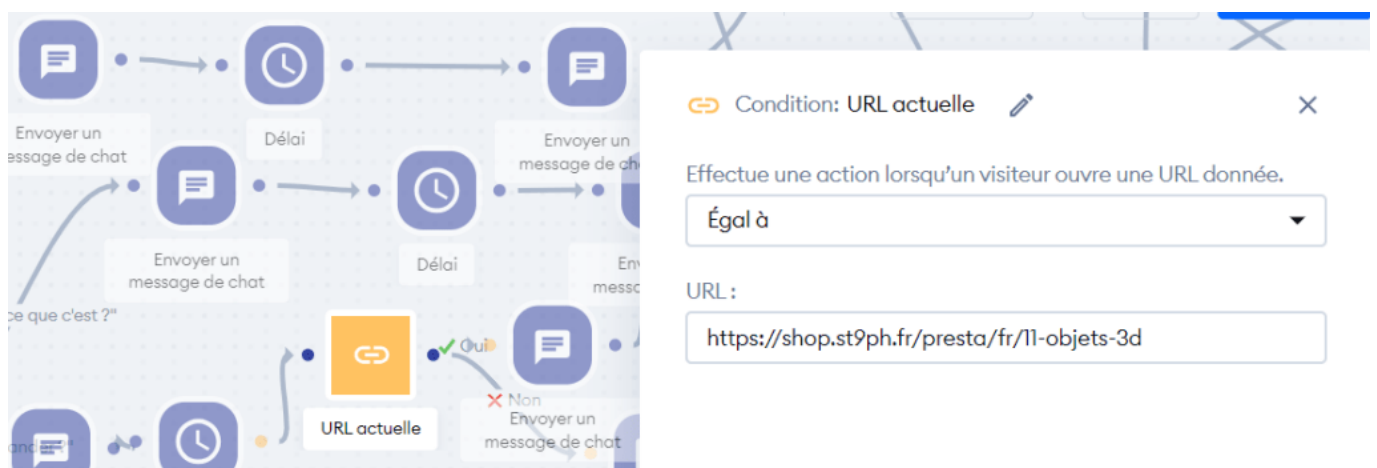 Envoyer un
message de chat
Délai
Envoyer un
message de
Envoyer un
message de chat
Délai
ce que c'est ?"
Oui
Non
URL actuelle
Envoyer un
message de chat
Condition: URL actuelle
Effectue une action lorsqu'un visiteur ouvre une URL donnée.
Égal à
URL :
https://shop.st9ph.fr/presta/fr/11-objets-3d